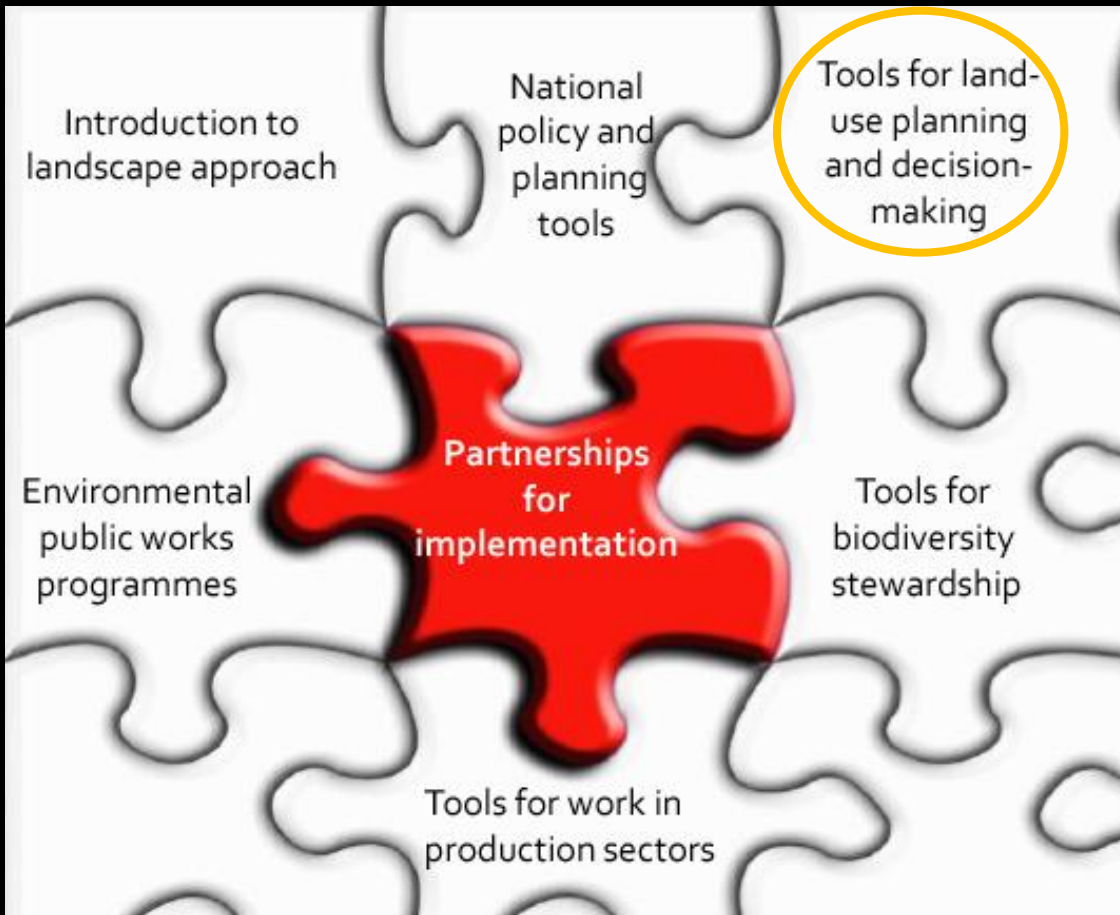 Introduction to
landscape approach
National
policy and
planning
tools
Tools for land-
use planning
and decision-
making
Environmental
public works
programmes
Partnerships
for
implementation
Tools for
biodiversity
stewardship
Tools for work in
production sectors